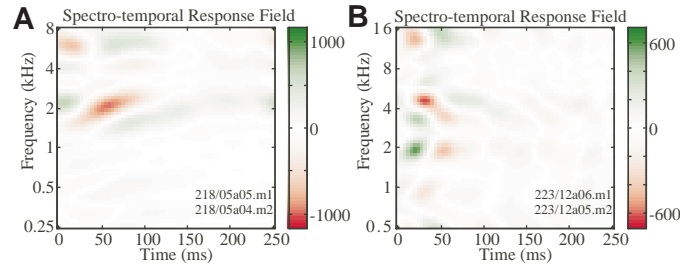 A
Spectro-temporal Response Field
Frequency (kHz)
8
4
2
1
0.5
0.25
218/05a05.m1
218/05a04.m2
0
50
100
150
200
250
Time (ms)
1000
0
-1000
B
Spectro-temporal Response Field
Frequency (kHz)
16
8
4
2
1
0.5
223/12a06.m1
223/12a05.m2
0
50
100
150
200
250
Time (ms)
600
0
-600